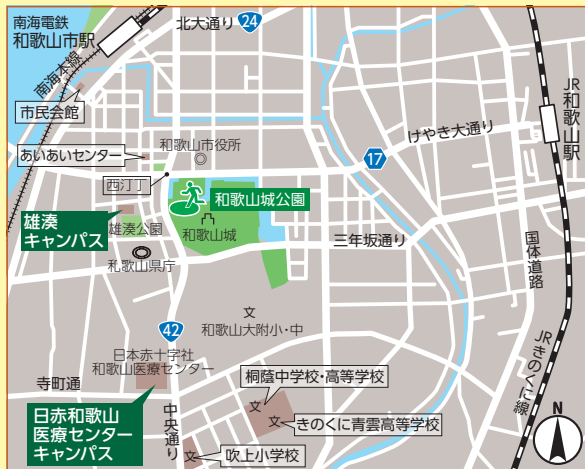 南海電鉄
和歌山市駅
北大通り
24
南海本線
市民会館
JR和歌山駅
けやき大通り
17
和歌山市役所
あいあいセンター
西汀丁
和歌山城公園
雄湊
キャンパス
雄湊公園
和歌山城
三年坂通り
国体道路
札歌山県庁
文
和歌山大附小・中
42
日本赤十字社
和歌山医療センター
JRきのくに線
寺町通
桐蔭中学校・高等学校
文
日赤和歌山
医療センター
キャンパス
中央通り
文
きのくに青雲高等学校
文
吹上小学校
N